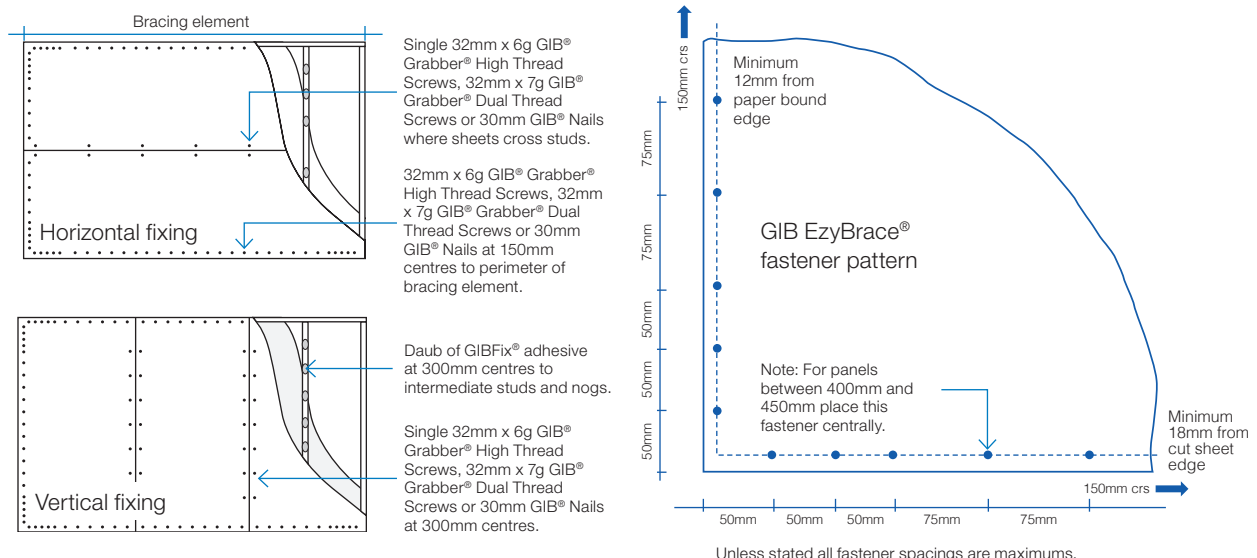 Bracing element
Single 32mm x 6g GIB®
Grabber® High Thread
Screws, 32mm x 7g GIB®
Grabber® Dual Thread
Screws or 30mm GIB® Nails
where sheets cross studs.
32mm x 6g GIB® Grabber®
High Thread Screws, 32mm
x 7g GIB® Grabber® Dual
Thread Screws or 30mm
GIB® Nails at 150mm
centres to perimeter of
bracing element.
Horizontal fixing
Daub of GIBFix® adhesive
at 300mm centres to
intermediate studs and nogs.
Single 32mm x 6g GIB®
Grabber® High Thread
Screws, 32mm x 7g GIB®
Grabber® Dual Thread
Screws or 30mm GIB® Nails
at 300mm centres.
Vertical fixing
150mm crs
Minimum
12mm from
paper bound
edge
75mm
75mm
50mm
50mm
50mm
GIB EzyBrace®
fastener pattern
Note: For panels
between 400mm and
450mm place this
fastener centrally.
Minimum
18mm from
cut sheet
edge
150mm crs
50mm
50mm
50mm
75mm
75mm
Unless stated all fastener spacings are maximums.